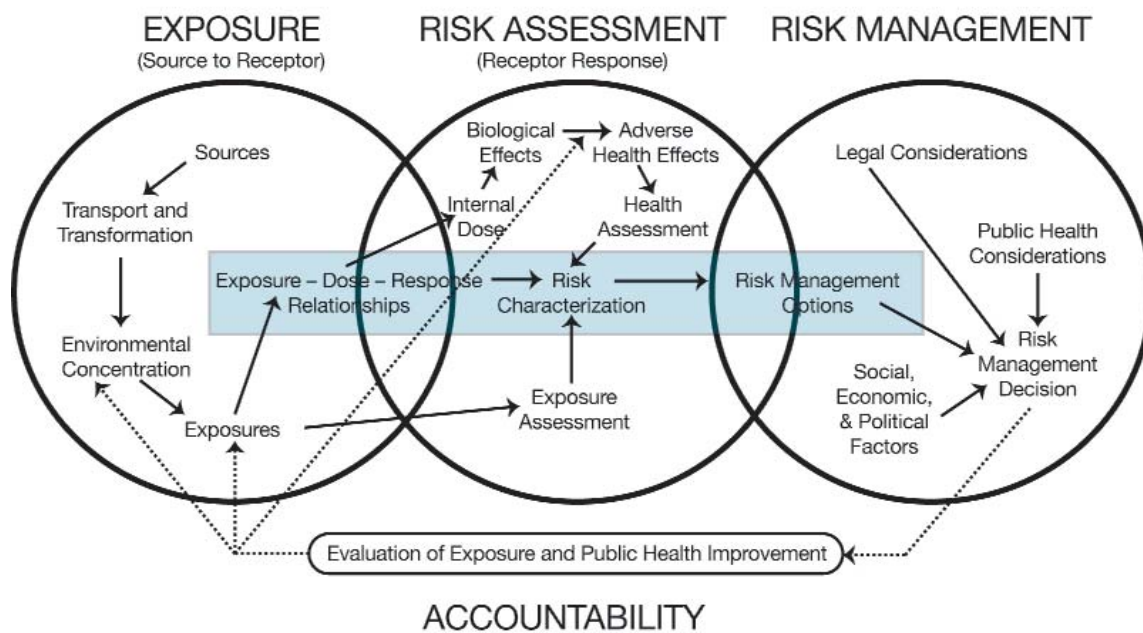 EXPOSURE
(Source to Receptor)
RISK ASSESSMENT
(Receptor Response)
RISK MANAGEMENT
Sources
Transport and
Transformation
Environmental
Concentration
Exposures
Exposure – Dose – Response
Relationships
Internal
Dose
Biological
Effects
Adverse
Health Effects
Health
Assessment
Risk
Characterization
Exposure
Assessment
Risk Management
Options
Legal Considerations
Public Health
Considerations
Risk
Management
Decision
Social,
Economic,
& Political
Factors
Evaluation of Exposure and Public Health Improvement
ACCOUNTABILITY